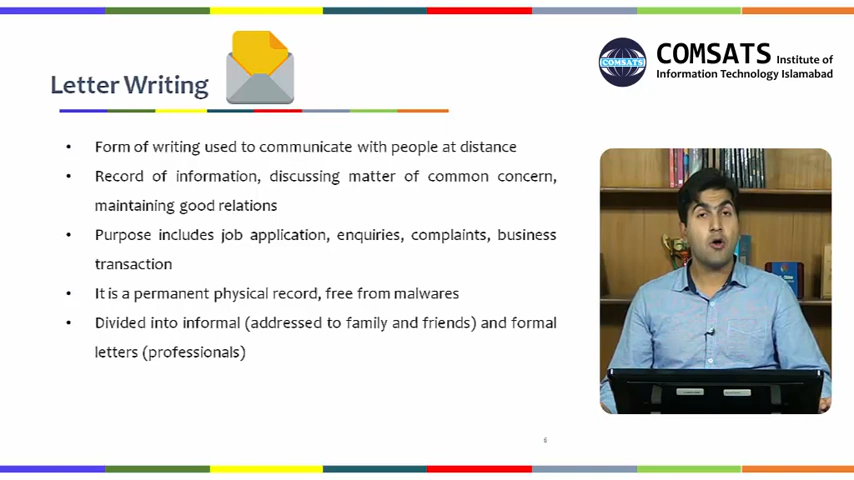 Letter Writing
COMSATS Institute of
Information Technology Islamabad
COMSATS
• Form of writing used to communicate with people at distance
• Record of information, discussing matter of common concern,
maintaining good relations
• Purpose includes job application, enquiries, complaints, business
transaction
• It is a permanent physical record, free from malwares
• Divided into informal (addressed to family and friends) and formal
letters (professionals)
6